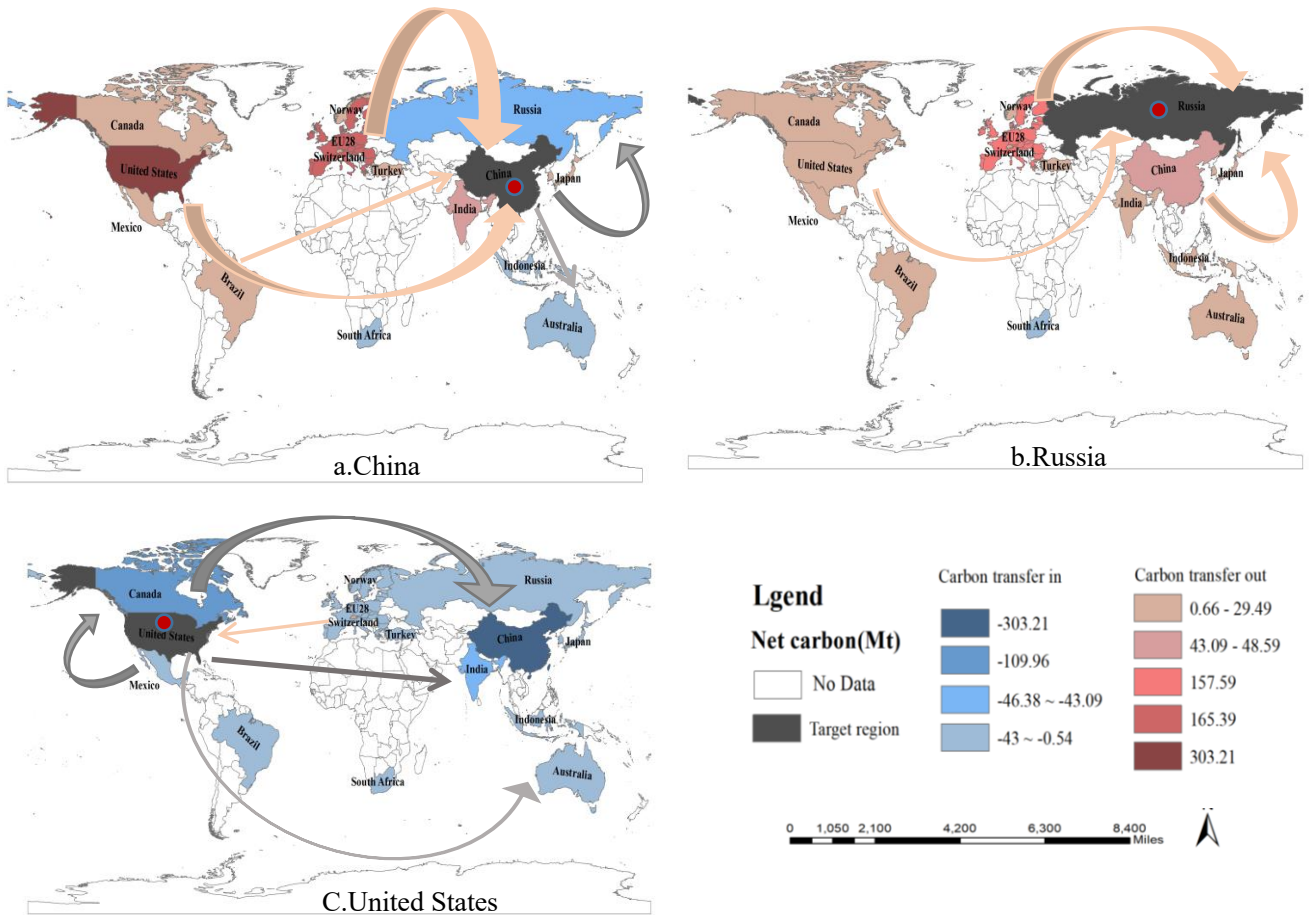 Norway
Russia
Canada
EU28
United States
Switzerland
Turkey
China
Japan
Mexico
India
Brazil
Indonesia
South Africa
Australia
a.China
Norway
Russia
Canada
EU28
United States
Switzerland
Turkey
China
Japan
Mexico
India
Brazil
Indonesia
South Africa
Australia
b.Russia
Norway
Russia
Canada
EU28
United States
Switzerland
Turkey
China
Japan
Mexico
India
Brazil
Indonesia
South Africa
Australia
C.United States
Lgend
Net carbon(Mt)
No Data
Target region
Carbon transfer in
-303.21
-109.96
-46.38 ~ -43.09
-43 ~ -0.54
Carbon transfer out
0.66 - 29.49
43.09 - 48.59
157.59
165.39
303.21
0 1,050 2,100 4,200 6,300 8,400
Miles